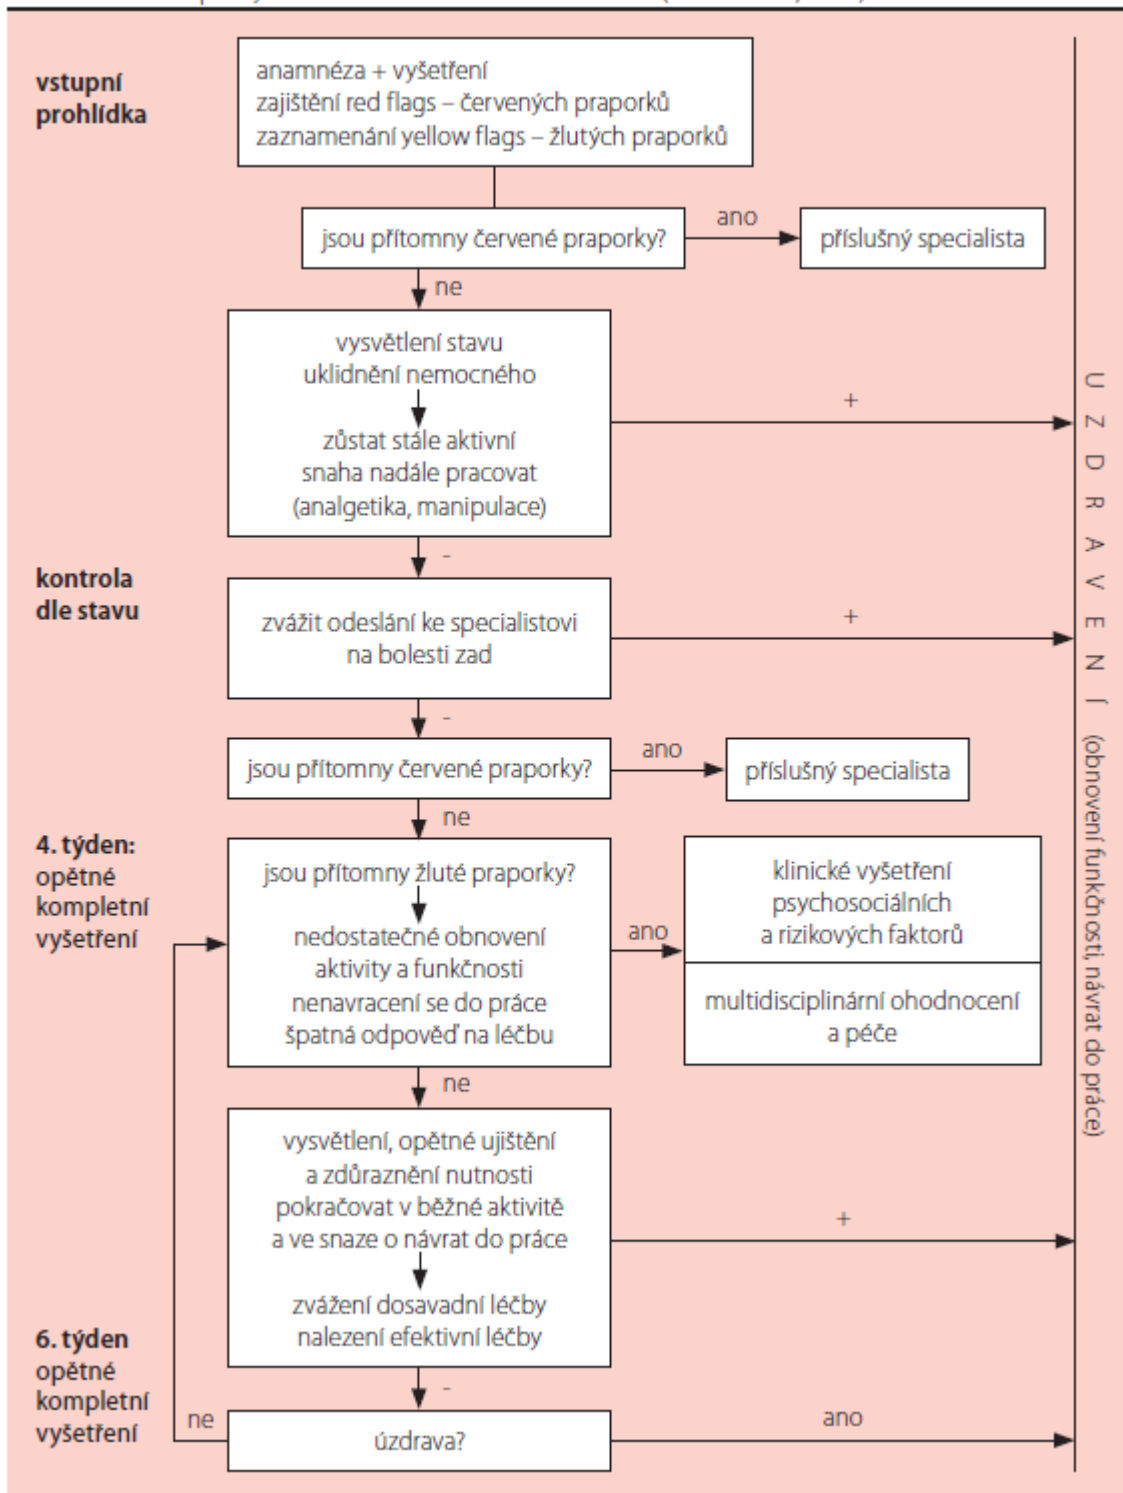 vstupní
prohlídka
anamnéza + vyšetření
zajištění red flags – červených praporků
zaznamenání yellow flags – žlutých praporků
jsou přítomny červené praporky?
ano
příslušný specialista
ne
vysvětlení stavu
uklidnění nemocného
zůstat stále aktivní
snaha nadále pracovat
(analgetika, manipulace)
+
-
kontrola
dle stavu
zvážit odeslání ke specialistovi
na bolesti zad
+
-
jsou přítomny červené praporky?
ano
příslušný specialista
ne
4. týden:
opětné
kompletní
vyšetření
jsou přítomny žluté praporky?
nedostatečné obnovení
aktivity a funkčnosti
nenavracení se do práce
špatná odpověď na léčbu
ano
klinické vyšetření
psychosociálních
a rizikových faktorů
multidisciplinární ohodnocení
a péče
ne
vysvětlení, opětné ujištění
a zdůraznění nutnosti
pokračovat v běžné aktivitě
a ve snaze o návrat do práce
zvážení dosavadní léčby
nalezení efektivní léčby
+
-
6. týden
opětné
kompletní
vyšetření
ne
úzdrava?
ano
UZDRAVENÍ (obnovení funkčnosti, návrat do práce)